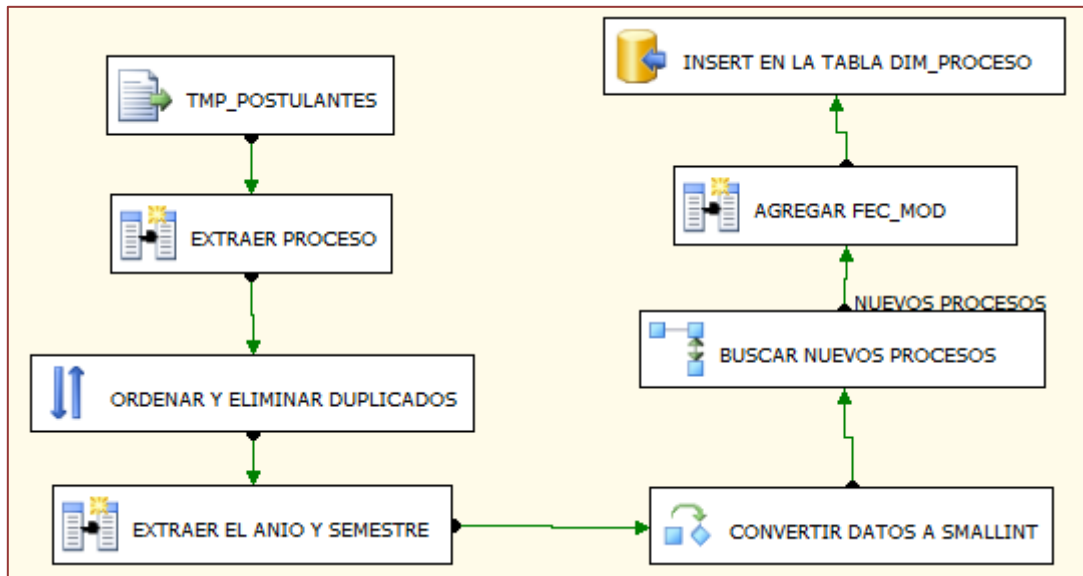 TMP_POSTULANTES
EXTRAER PROCESO
ORDENAR Y ELIMINAR DUPLICADOS
EXTRAER EL ANIO Y SEMESTRE
CONVERTIR DATOS A SMALLINT
BUSCAR NUEVOS PROCESOS
NUEVOS PROCESOS
AGREGAR FEC_MOD
INSERT EN LA TABLA DIM_PROCESO